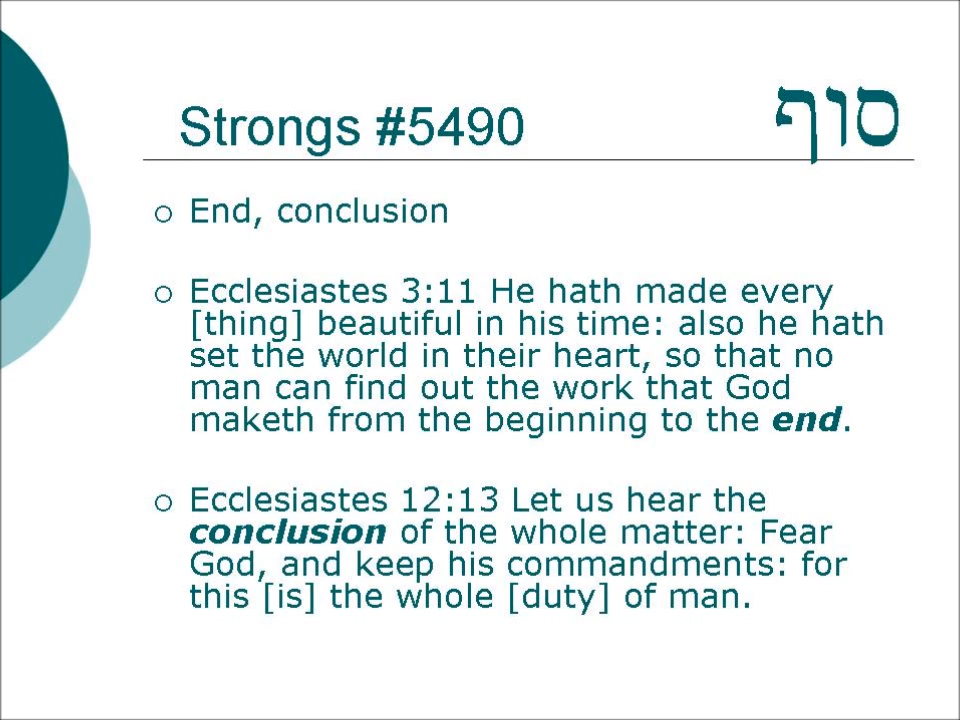 Strongs #5490 סוף
End, conclusion
Ecclesiastes 3:11 He hath made every
[thing] beautiful in his time: also he hath
set the world in their heart, so that no
man can find out the work that God
maketh from the beginning to the end.
Ecclesiastes 12:13 Let us hear the
conclusion of the whole matter: Fear
God, and keep his commandments: for
this [is] the whole [duty] of man.